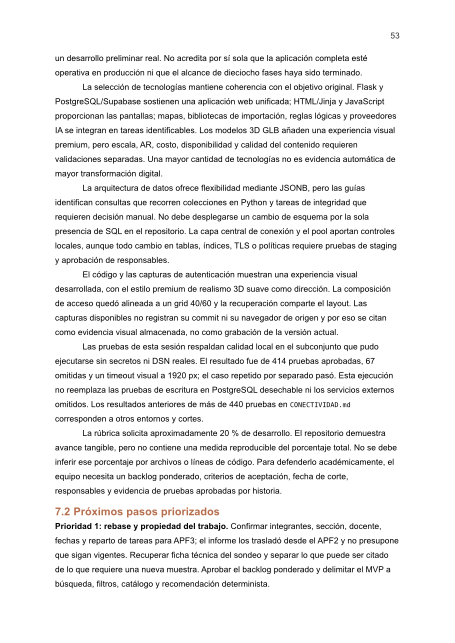 53
un desarrollo preliminar real. No acredita por sí sola que la aplicación completa esté
operativa en producción ni que el alcance de dieciocho fases haya sido terminado.
La selección de tecnologías mantiene coherencia con el objetivo original. Flask y
PostgreSQL/Supabase sostienen una aplicación web unificada; HTML/Jinja y JavaScript
proporcionan las pantallas; mapas, bibliotecas de importación, reglas lógicas y proveedores
IA se integran en tareas identificables. Los modelos 3D GLB añaden una experiencia visual
premium, pero escala, AR, costo, disponibilidad y calidad del contenido requieren
validaciones separadas. Una mayor cantidad de tecnologías no es evidencia automática de
mayor transformación digital.
La arquitectura de datos ofrece flexibilidad mediante JSONB, pero las guías
identifican consultas que recorren colecciones en Python y tareas de integridad que
requieren decisión manual. No debe desplegarse un cambio de esquema por la sola
presencia de SQL en el repositorio. La capa central de conexión y el pool aportan controles
locales, aunque todo cambio en tablas, índices, TLS o políticas requiere pruebas de staging
y aprobación de responsables.
El código y las capturas de autenticación muestran una experiencia visual
desarrollada, con el estilo premium de realismo 3D suave como dirección. La composición
de acceso quedó alineada a un grid 40/60 y la recuperación comparte el layout. Las
capturas disponibles no registran su commit ni su navegador de origen y por eso se citan
como evidencia visual almacenada, no como grabación de la versión actual.
Las pruebas de esta sesión respaldan calidad local en el subconjunto que pudo
ejecutarse sin secretos ni DSN reales. El resultado fue de 414 pruebas aprobadas, 67
omitidas y un timeout visual a 1920 px; el caso repetido por separado pasó. Esta ejecución
no reemplaza las pruebas de escritura en PostgreSQL desechable ni los servicios externos
omitidos. Los resultados anteriores de más de 440 pruebas en CONECTIVIDAD.md
corresponden a otros entornos y cortes.
La rúbrica solicita aproximadamente 20 % de desarrollo. El repositorio demuestra
avance tangible, pero no contiene una medida reproducible del porcentaje total. No se debe
inferir ese porcentaje por archivos o líneas de código. Para defenderlo académicamente, el
equipo necesita un backlog ponderado, criterios de aceptación, fecha de corte,
responsables y evidencia de pruebas aprobadas por historia.
7.2 Próximos pasos priorizados
Prioridad 1: rebase y propiedad del trabajo. Confirmar integrantes, sección, docente,
fechas y reparto de tareas para APF3; el informe los trasladó desde el APF2 y no presupone
que sigan vigentes. Recuperar ficha técnica del sondeo y separar lo que puede ser citado
de lo que requiere una nueva muestra. Aprobar el backlog ponderado y delimitar el MVP a
búsqueda, filtros, catálogo y recomendación determinista.